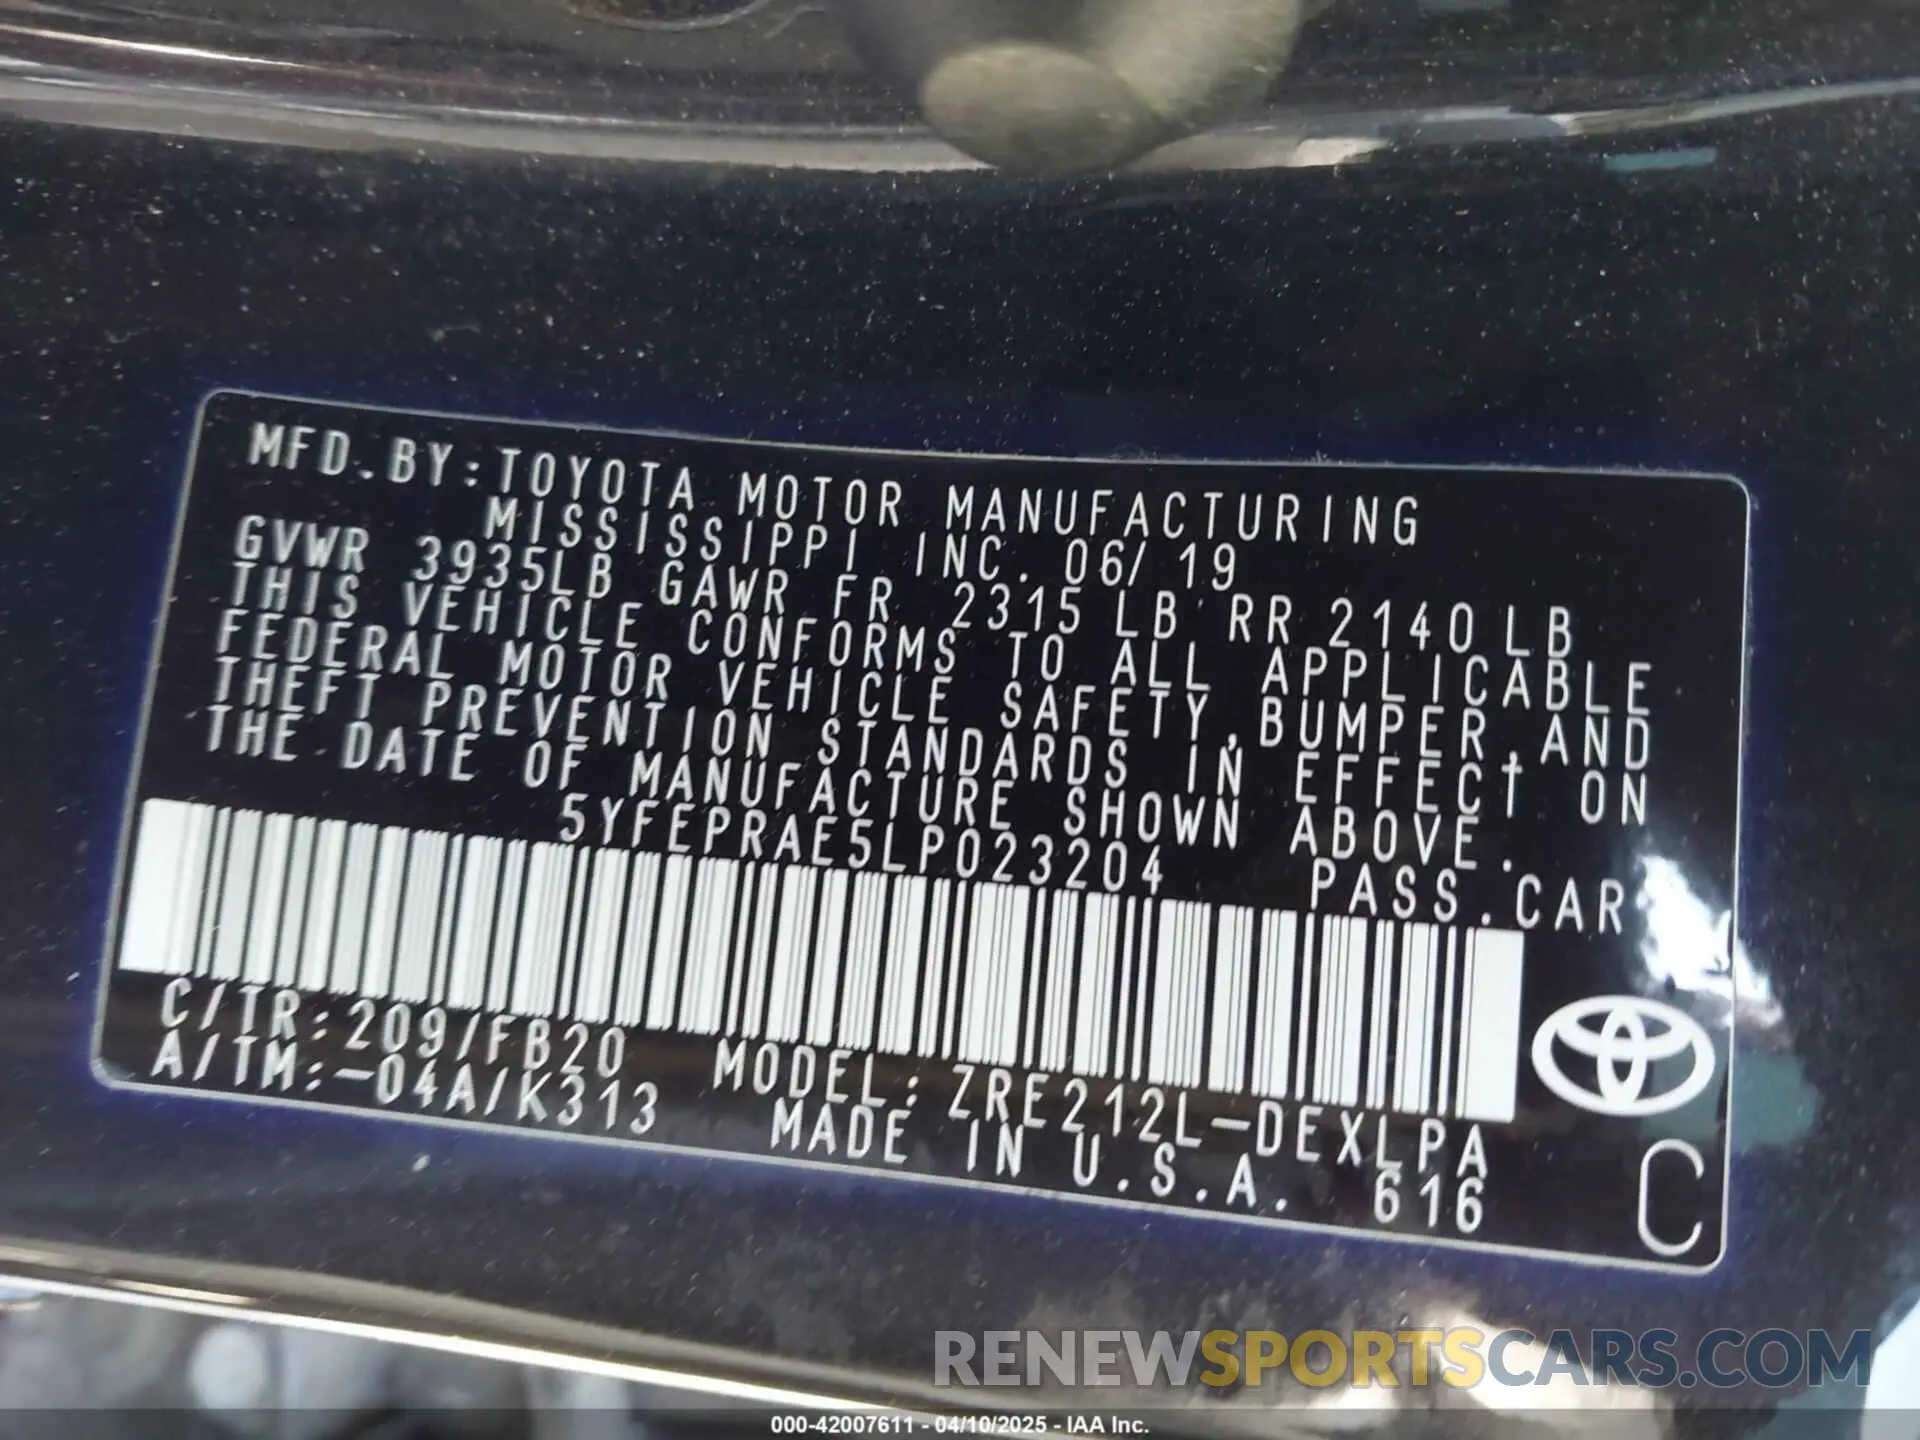 MFD.BY:TOYOTA MOTOR MANUFACTURING
MISSISSIPPI INC. 06/19
GVWR 3935LB GAWR FR 2315LB RR 2140LB
THIS VEHICLE CONFORMS TO ALL APPLICABLE
FEDERAL MOTOR VEHICLE SAFETY,BUMPER,AND
THEFT PREVENTION STANDARDS IN EFFECT ON
THE DATE OF MANUFACTURE SHOWN ABOVE.
5YFEPRAE5LP023204 PASS.CAR
C/TR:209/FB20 MODEL:ZRE212L-DEXLPA
A/TM:-04A/K313 MADE IN U.S.A. 616
C
RENEWSPORTSCARS.COM
000-42007611 - 04/10/2025 - IAA Inc.